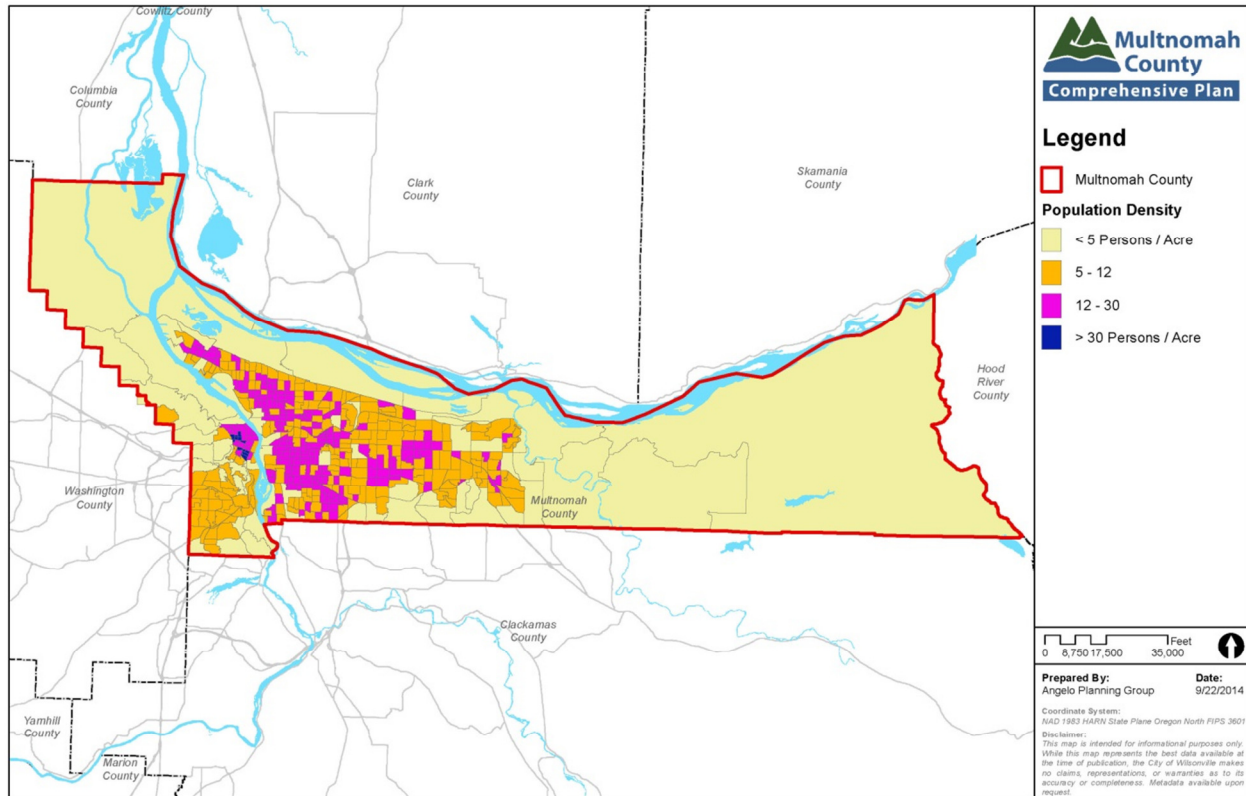 Cowlitz County
Columbia
County
Clark
County
Skamania
County
Hood
River
County
Washington
County
Multnomah
County
Clackamas
County
Yamhill
County
Marion
County
Multnomah
County
Comprehensive Plan
Legend
Multnomah County
Population Density
< 5 Persons / Acre
5 - 12
12 - 30
> 30 Persons / Acre
Feet
0 8,750 17,500 35,000
Prepared By: Date:
Angelo Planning Group 9/22/2014
Coordinate System:
NAD 1983 HARN State Plane Oregon North FIPS 3601
Disclaimer:
This map is intended for informational purposes only.
While this map represents the best data available at
the time of publication, the City of Wilsonville makes
no claims, representations, or warranties as to its
accuracy or completeness. Metadata available upon
request.